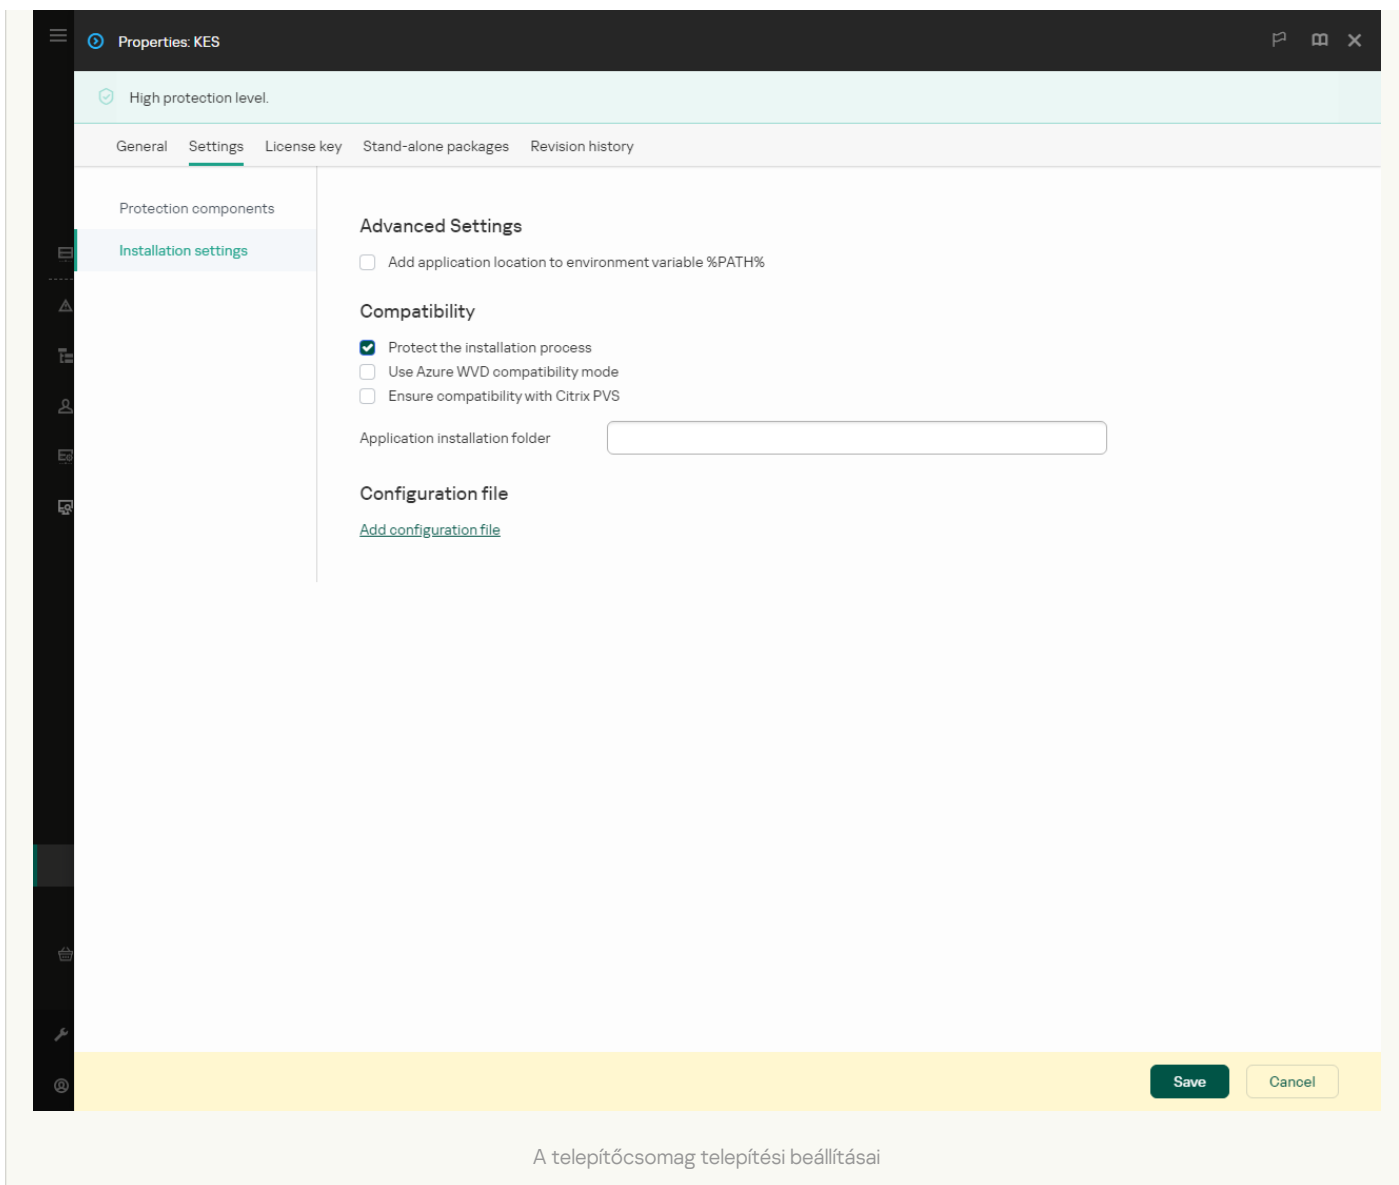 Properties: KES
High protection level.
General Settings License key Stand-alone packages Revision history
Protection components
Installation settings
Advanced Settings
Add application location to environment variable %PATH%
Compatibility
Protect the installation process
Use Azure WVD compatibility mode
Ensure compatibility with Citrix PVS
Application installation folder
Configuration file
Add configuration file
Save Cancel
A telepítőcsomag telepítési beállításai